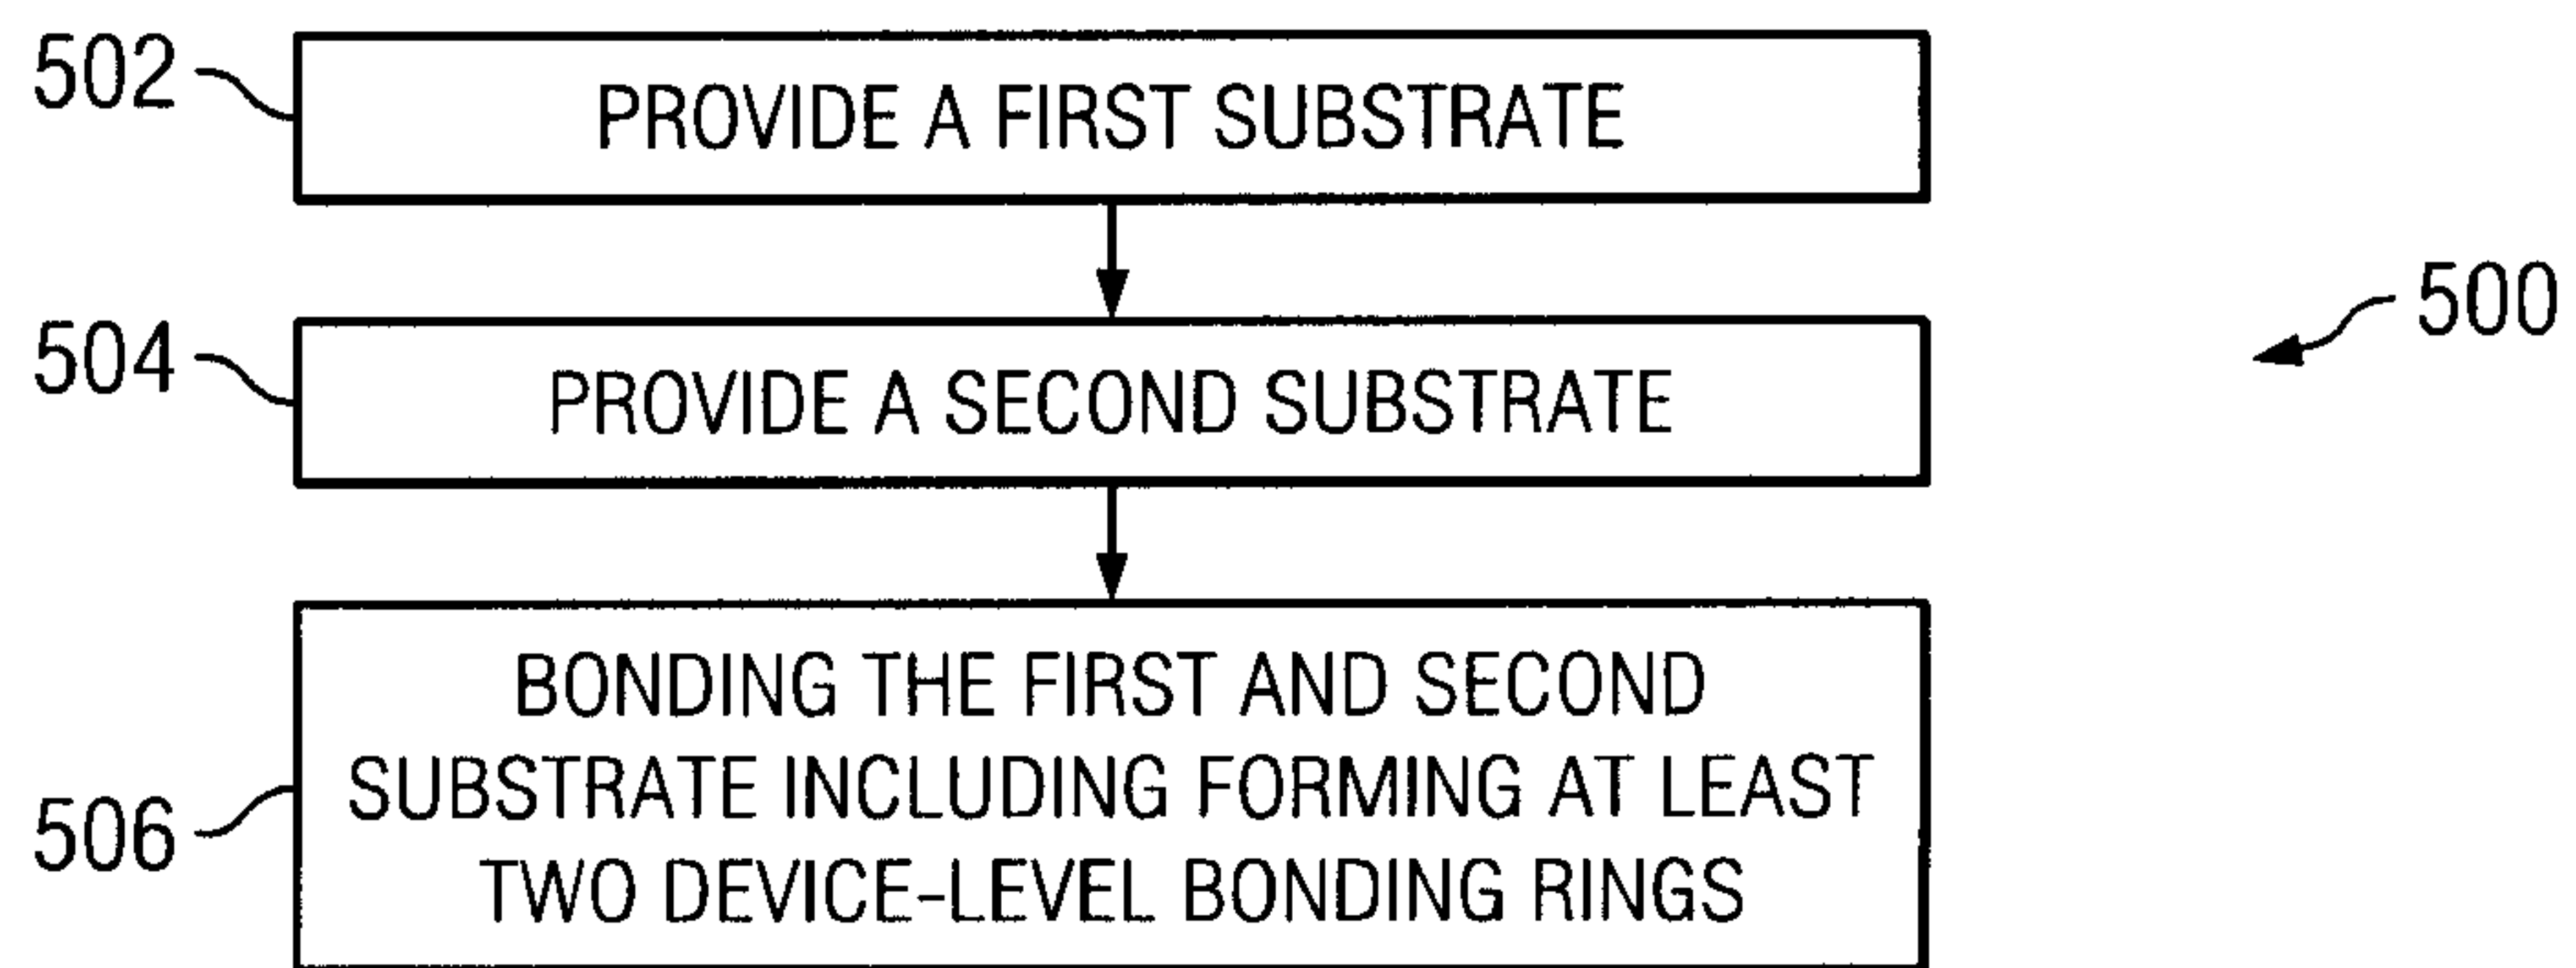 502
PROVIDE A FIRST SUBSTRATE
504
PROVIDE A SECOND SUBSTRATE
500
506
BONDING THE FIRST AND SECOND
SUBSTRATE INCLUDING FORMING AT LEAST
TWO DEVICE-LEVEL BONDING RINGS